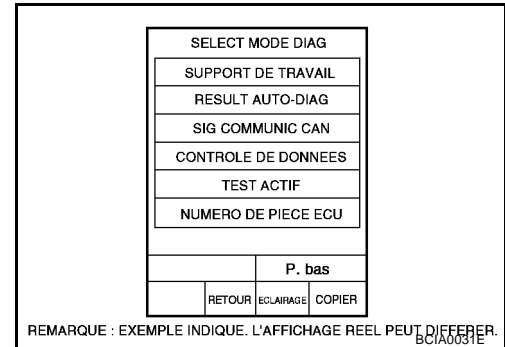 SELECT MODE DIAG
SUPPORT DE TRAVAIL
RESULT AUTO-DIAG
SIG COMMUNIC CAN
CONTROLE DE DONNEES
TEST ACTIF
NUMERO DE PIECE ECU
P. bas
RETOUR ECLAIRAGE COPIER
REMARQUE : EXEMPLE INDIQUE. L'AFFICHAGE REEL PEUT DIFFERER.
BCIA0031E